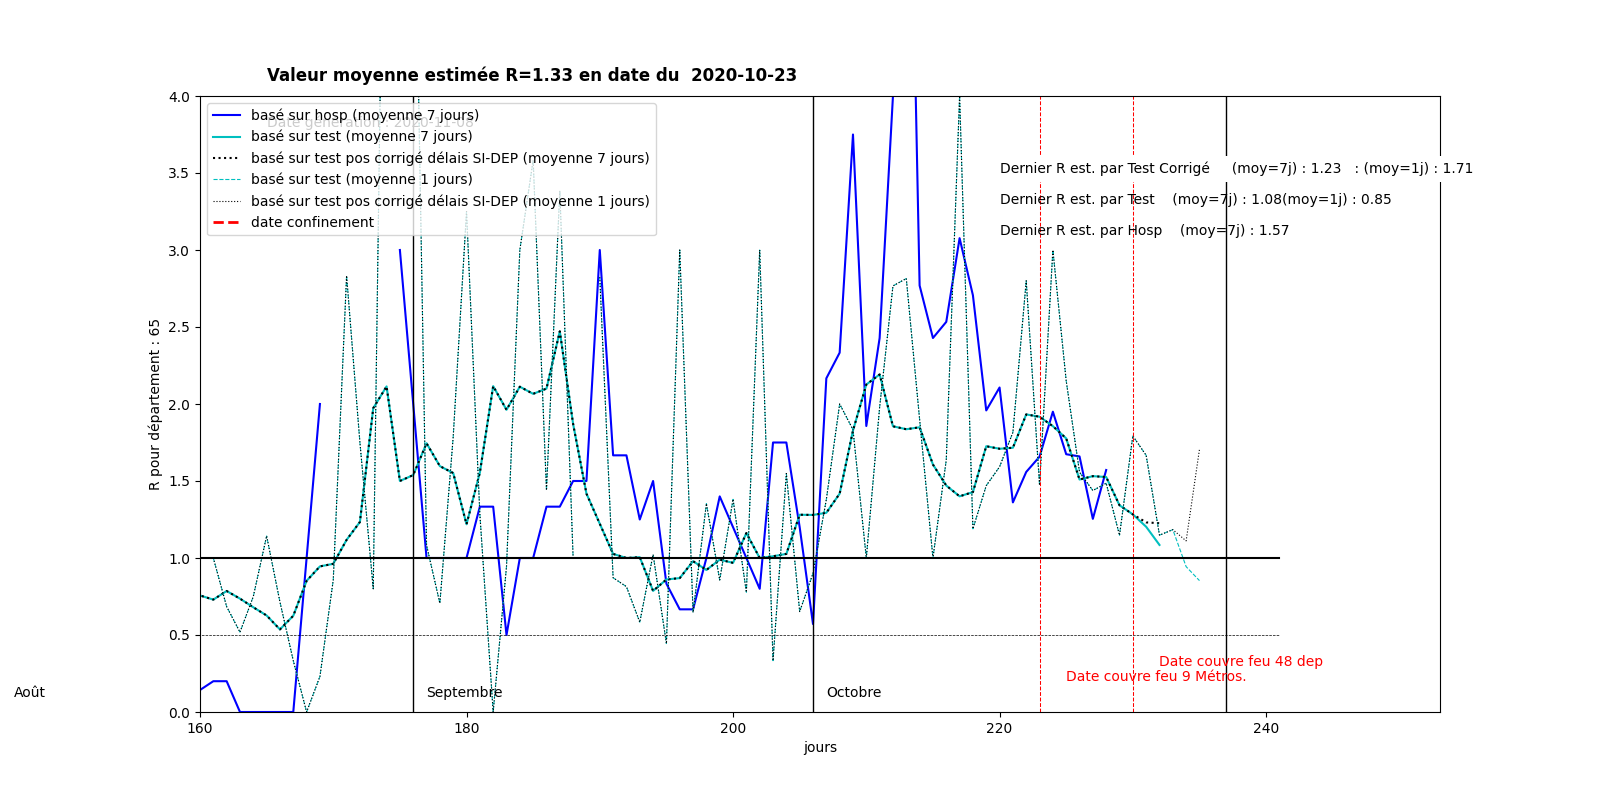 Valeur moyenne estimée R=1.33 en date du  2020-10-23
4.0
3.5
3.0
2.5
2.0
1.5
1.0
0.5
0.0
R pour département : 65
Date génération : 2020-11-08
basé sur hosp (moyenne 7 jours)
basé sur test (moyenne 7 jours)
basé sur test pos corrigé délais SI-DEP (moyenne 7 jours)
basé sur test (moyenne 1 jours)
basé sur test pos corrigé délais SI-DEP (moyenne 1 jours)
date confinement
Dernier R est. par Test Corrigé     (moy=7j) : 1.23   : (moy=1j) : 1.71
Dernier R est. par Test    (moy=7j) : 1.08(moy=1j) : 0.85
Dernier R est. par Hosp    (moy=7j) : 1.57
Date couvre feu 48 dep
Date couvre feu 9 Métros.
Août
Septembre
Octobre
160
180
200
220
240
jours